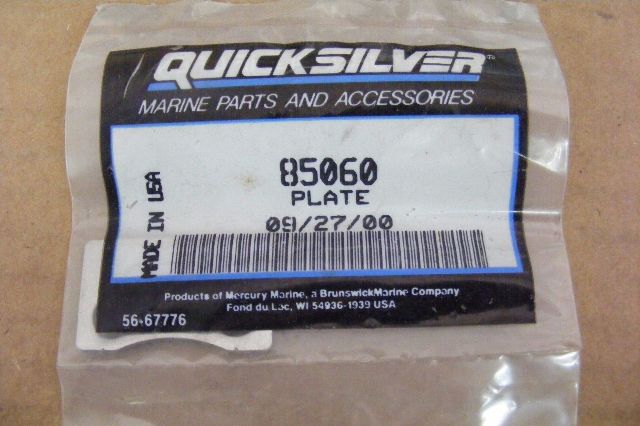 QUICKSILVER®
MARINE PARTS AND ACCESSORIES
85060
PLATE
09/27/00
MADE IN USA
Products of Mercury Marine, a BrunswickMarine Company
Fond du Lac, WI 54936-1939 USA
56-67776